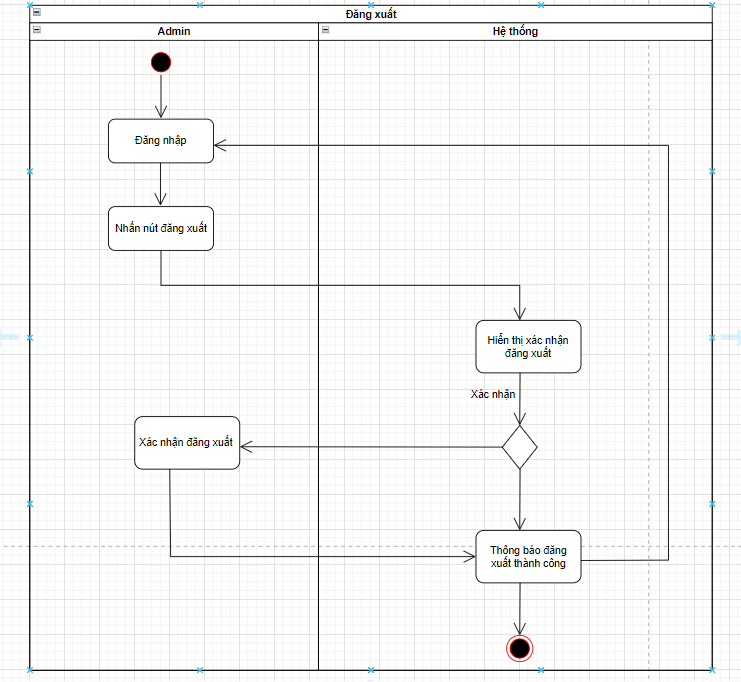 Đăng xuất
Admin
Hệ thống
Đăng nhập
Nhấn nút đăng xuất
Hiển thị xác nhận
đăng xuất
Xác nhận
Xác nhận đăng xuất
Thông báo đăng
xuất thành công